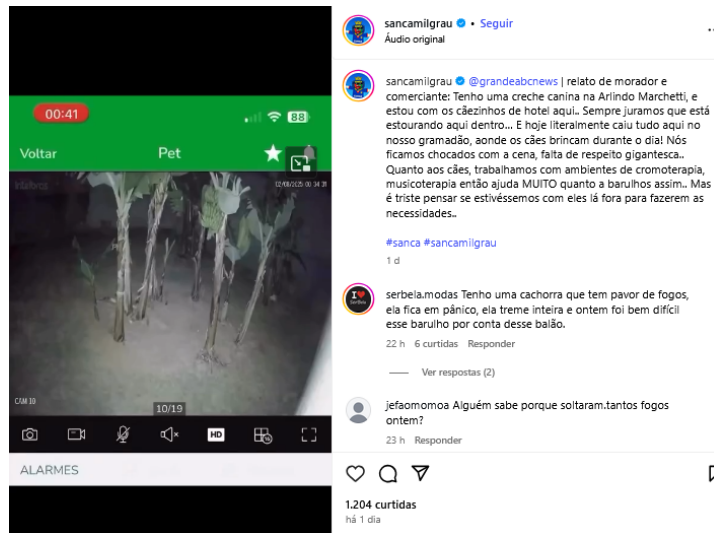 00:41
88
Voltar
Pet
12/08/2025 00 34 39
CAM 10
10/19
HD
ALARMES
sancamilgrau • Seguir
Áudio original
sancamilgrau @grandeabcnews | relato de morador e
comerciante: Tenho uma creche canina na Arlindo Marchetti, e
estou com os cãezinhos de hotel aqui.. Sempre juramos que está
estourando aqui dentro... E hoje literalmente caiu tudo aqui no
nosso gramadão, aonde os cães brincam durante o dia! Nós
ficamos chocados com a cena, falta de respeito gigantesca..
Quanto aos cães, trabalhamos com ambientes de cromoterapia,
musicoterapia então ajuda MUITO quanto a barulhos assim.. Mas
é triste pensar se estivéssemos com eles lá fora para fazerem as
necessidades..
#sanca #sancamilgrau
1 d
I
SerBela
serbela.modas Tenho uma cachorra que tem pavor de fogos,
ela fica em pânico, ela treme inteira e ontem foi bem difícil
esse barulho por conta desse balão.
22 h 6 curtidas Responder
Ver respostas (2)
jefaomomoa Alguém sabe porque soltaram.tantos fogos
ontem?
23 h Responder
1.204 curtidas
há 1 dia